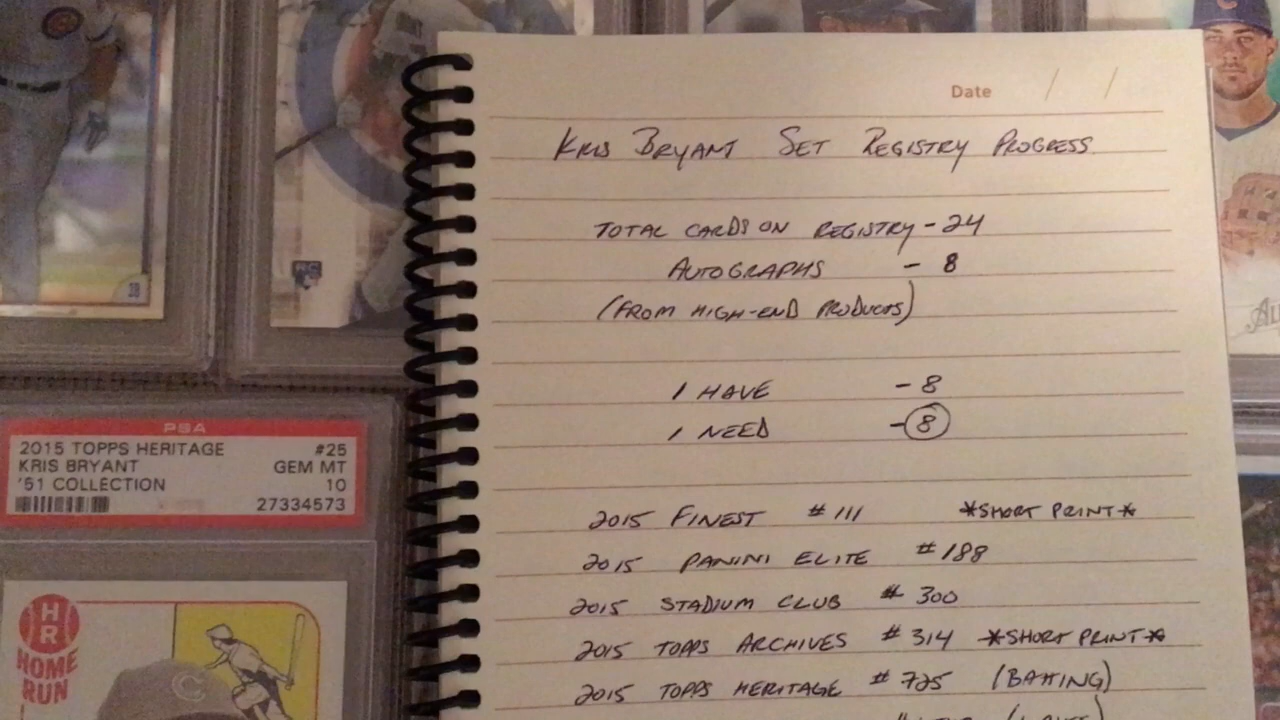 Date / /
KRIS BRYANT SET REGISTRY PROGRESS
TOTAL CARDS ON REGISTRY - 24
AUTOGRAPHS - 8
(FROM HIGH-END PRODUCTS)
I HAVE - 8
I NEED - 8
2015 FINEST # 111 *SHORT PRINT*
2015 PANINI ELITE # 188
2015 STADIUM CLUB # 300
2015 TOPPS ARCHIVES # 314 *SHORT PRINT*
2015 TOPPS HERITAGE # 725 (BATTING)
RC
PSA
2015 TOPPS HERITAGE #25
KRIS BRYANT GEM MT
'51 COLLECTION 10
27334573
HR
HOME
RUN
C